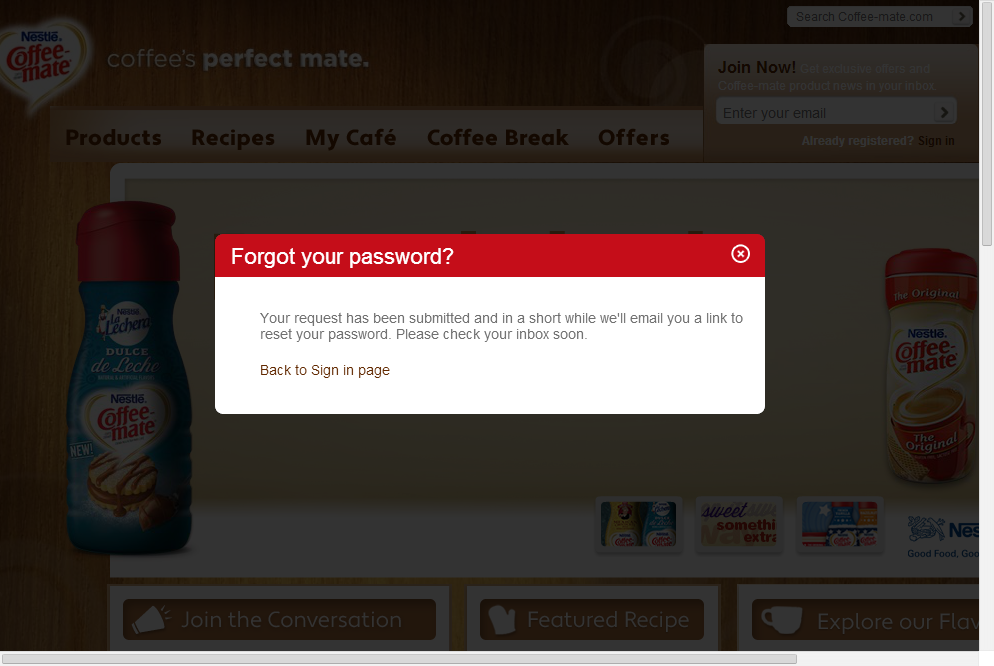 Search Coffee-mate.com
Nestlé.
Coffee-
mate
coffee's perfect mate.
Join Now! Get exclusive offers and
Coffee-mate product news in your inbox.
Enter your email
Already registered? Sign in
Products
Recipes
My Café
Coffee Break
Offers
Forgot your password?
Your request has been submitted and in a short while we'll email you a link to
reset your password. Please check your inbox soon.
Back to Sign in page
Nestlé
la Lechera
DULCE
de Leche
Nestlé.
Coffee-
mate
NEW!
The Original
Nestlé.
Coffee-
mate
The
Original
sweet
somethi
extra
Nes
Good Food, Goo
Join the Conversation
Featured Recipe
Explore our Flav